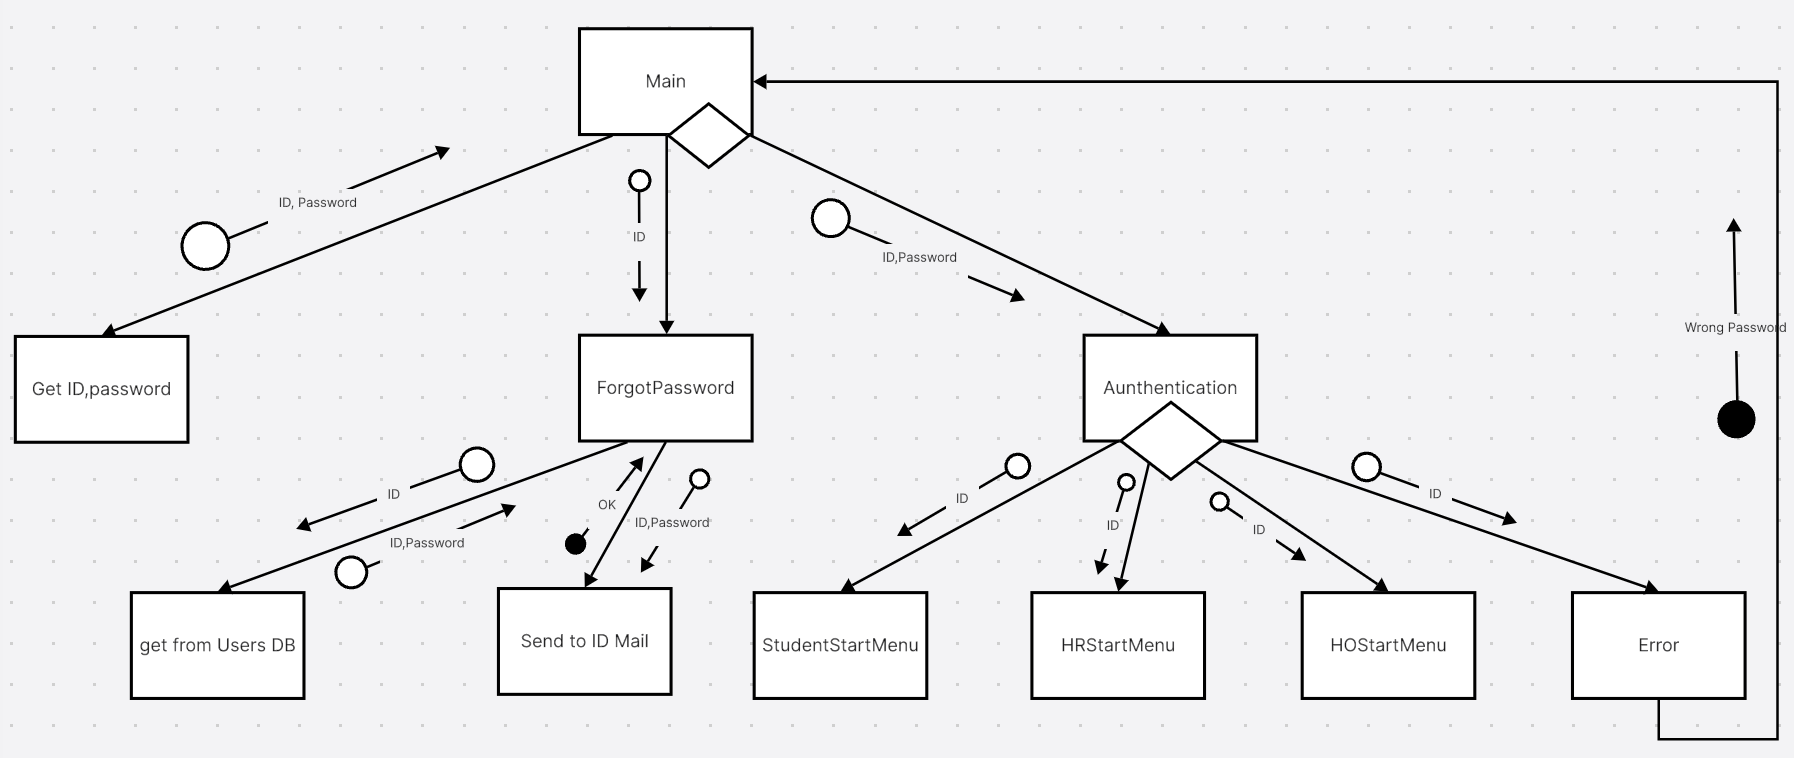 Main
ID, Password
ID
ID,Password
Wrong Password
Get ID,password
ForgotPassword
Aunthentication
ID
ID,Password
OK
ID,Password
ID
ID
ID
ID
get from Users DB
Send to ID Mail
StudentStartMenu
HRStartMenu
HOStartMenu
Error